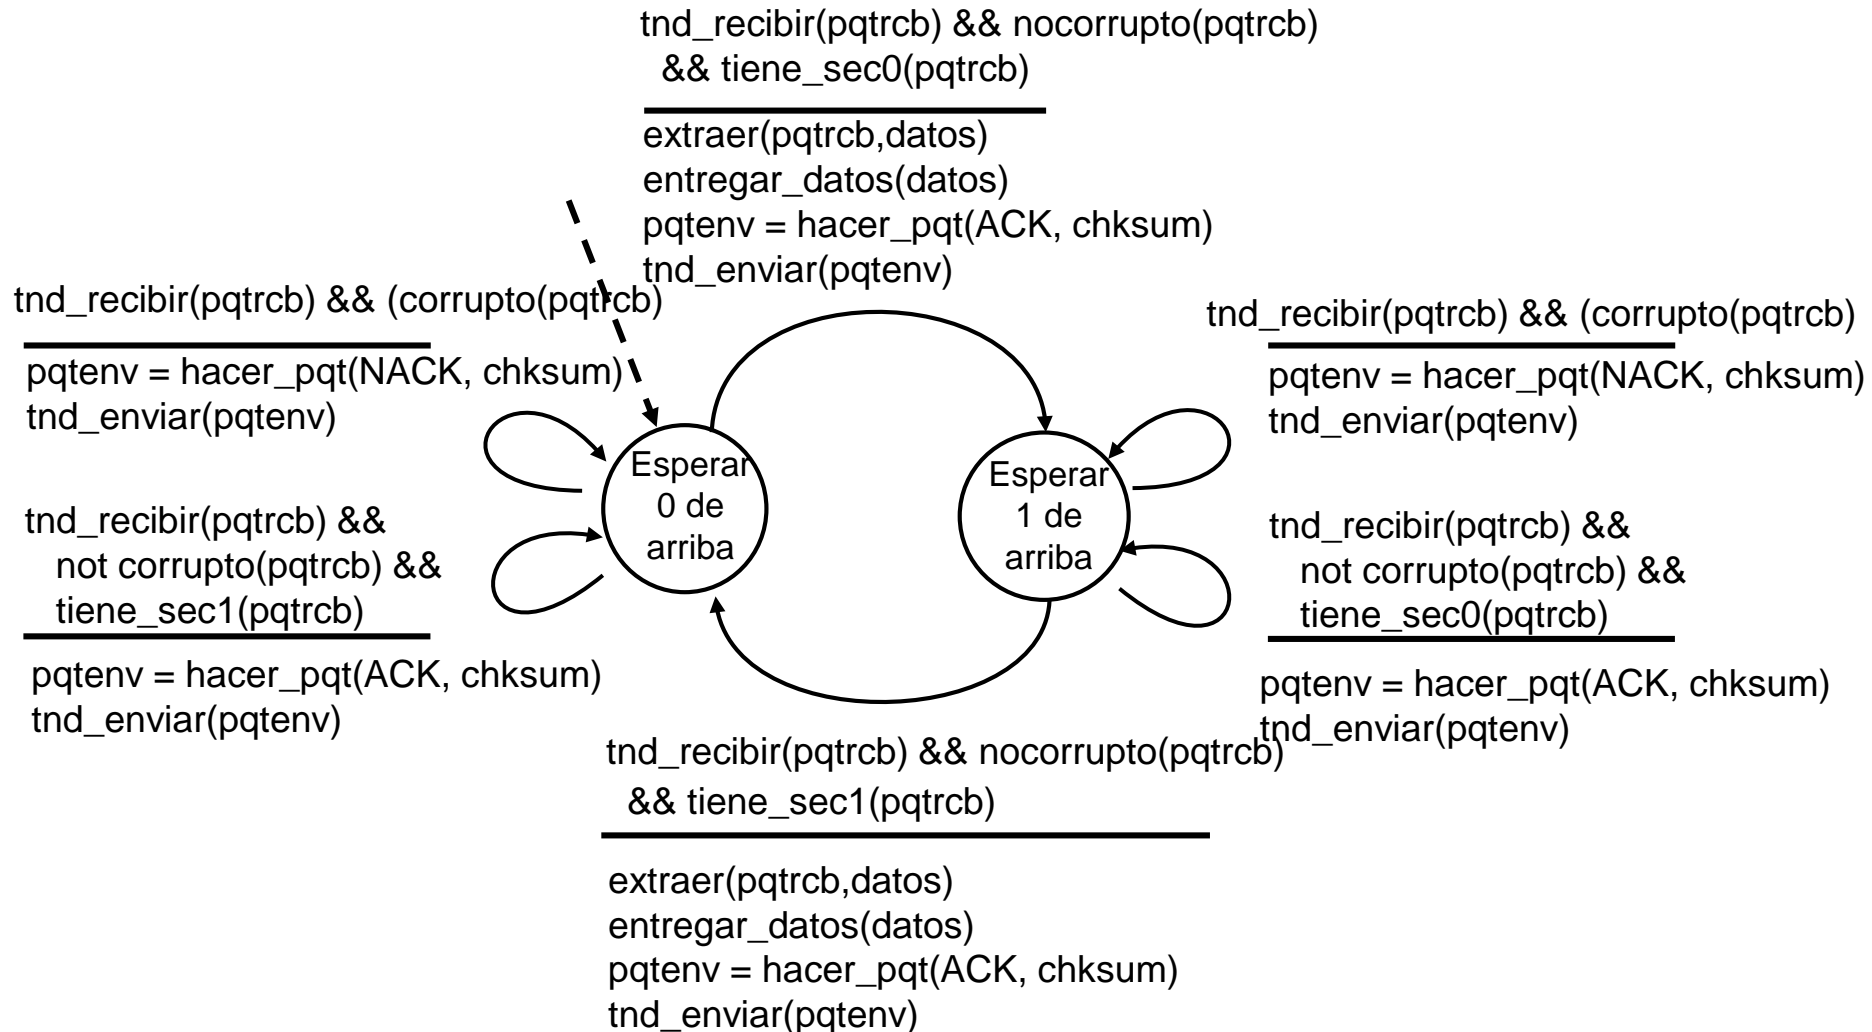 tnd_recibir(pqtrcb) && nocorrupto(pqtrcb)
&& tiene_sec0(pqtrcb)
extraer(pqtrcb,datos)
entregar_datos(datos)
pqtenv = hacer_pqt(ACK, chksum)
tnd_enviar(pqtenv)
tnd_recibir(pqtrcb) && (corrupto(pqtrcb)
pqtenv = hacer_pqt(NACK, chksum)
tnd_enviar(pqtenv)
tnd_recibir(pqtrcb) &&
not corrupto(pqtrcb) &&
tiene_sec1(pqtrcb)
pqtenv = hacer_pqt(ACK, chksum)
tnd_enviar(pqtenv)
Esperar
0 de
arriba
Esperar
1 de
arriba
tnd_recibir(pqtrcb) && (corrupto(pqtrcb)
pqtenv = hacer_pqt(NACK, chksum)
tnd_enviar(pqtenv)
tnd_recibir(pqtrcb) &&
not corrupto(pqtrcb) &&
tiene_sec0(pqtrcb)
pqtenv = hacer_pqt(ACK, chksum)
tnd_enviar(pqtenv)
tnd_recibir(pqtrcb) && nocorrupto(pqtrcb)
&& tiene_sec1(pqtrcb)
extraer(pqtrcb,datos)
entregar_datos(datos)
pqtenv = hacer_pqt(ACK, chksum)
tnd_enviar(pqtenv)